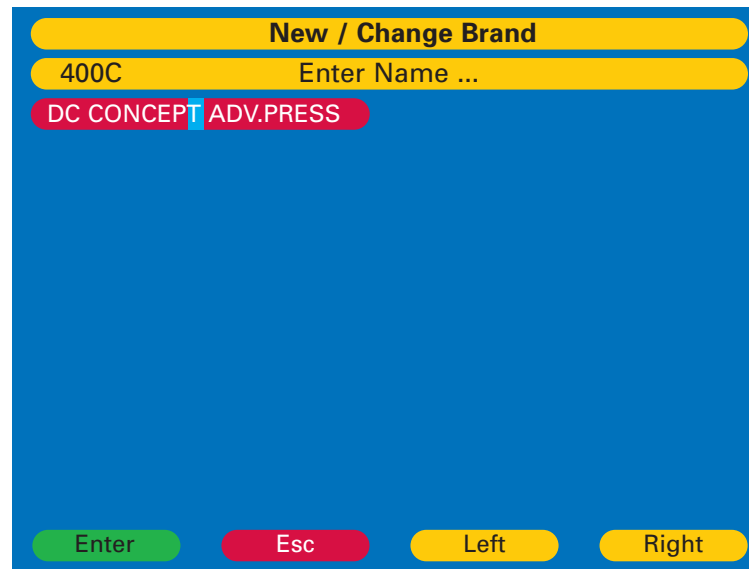 New / Change Brand
400C Enter Name ...
DC CONCEPT ADV.PRESS
Enter Esc Left Right